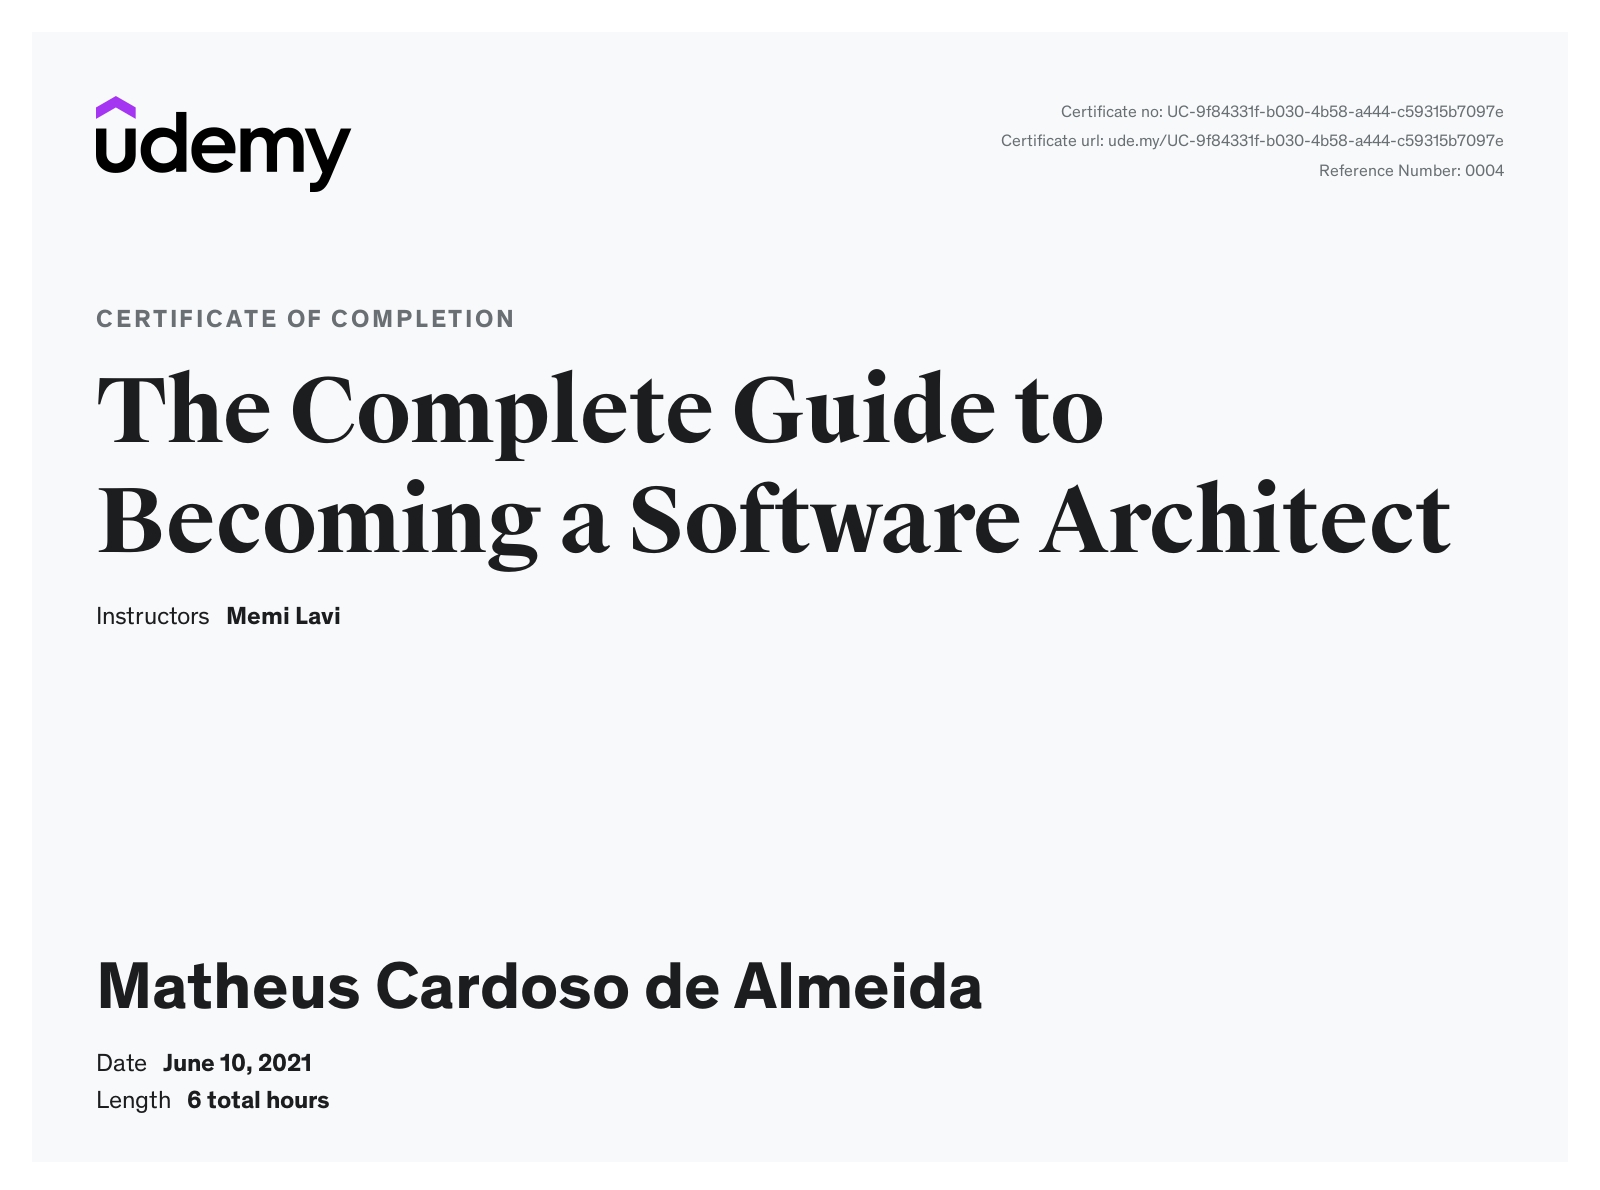 udemy
Certificate no: UC-9f84331f-b030-4b58-a444-c59315b7097e
Certificate url: ude.my/UC-9f84331f-b030-4b58-a444-c59315b7097e
Reference Number: 0004
CERTIFICATE OF COMPLETION
The Complete Guide to
Becoming a Software Architect
Instructors Memi Lavi
Matheus Cardoso de Almeida
Date June 10, 2021
Length 6 total hours